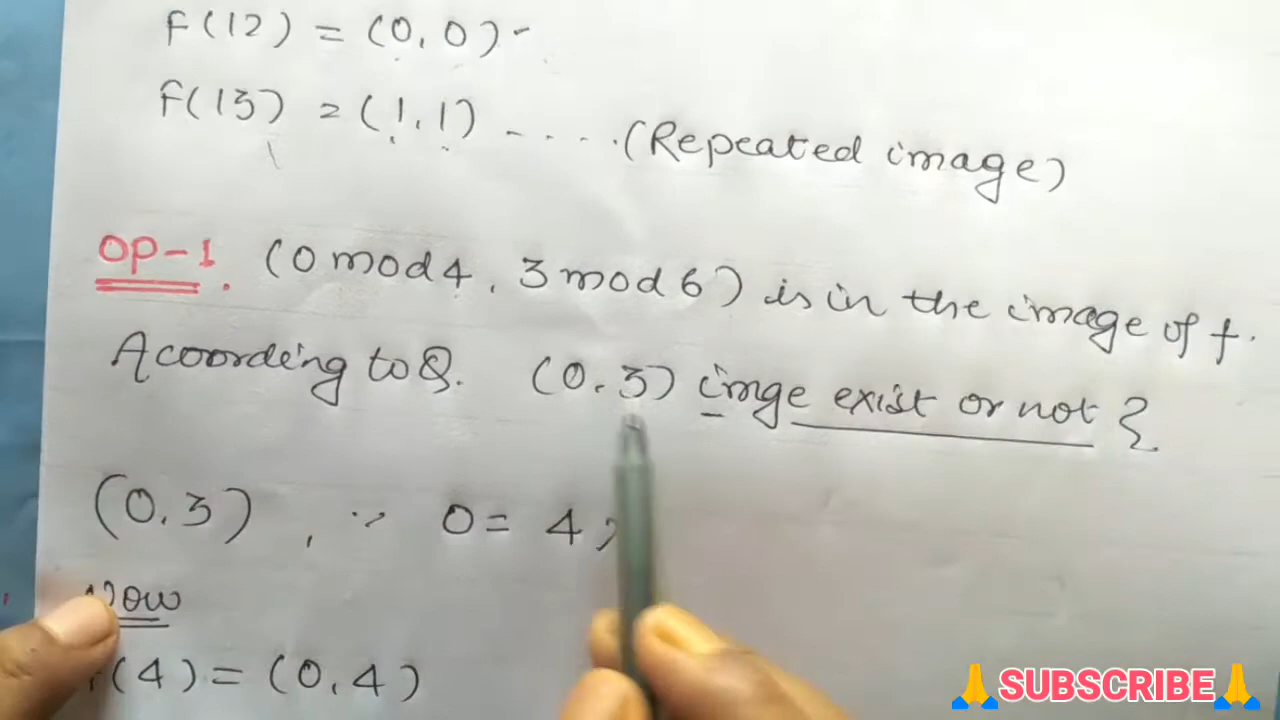 F(12) = (0,0)-
F(13) = (1,1) - - - - .(Repeated image)
OP-1. (0 mod 4, 3 mod 6) is in the image of f.
Acoording to Q. (0.3) imge exist or not {
(0.3) , ∵ 0 = 4
Now
(4) = (0,4)
🙏SUBSCRIBE🙏